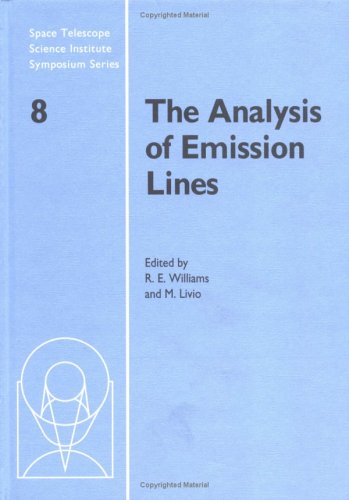 Space Telescope
Science Institute
Symposium Series
8
The Analysis
of Emission
Lines
Edited by
R. E. Williams
and M. Livio
Copyrighted Material
Copyrighted Material